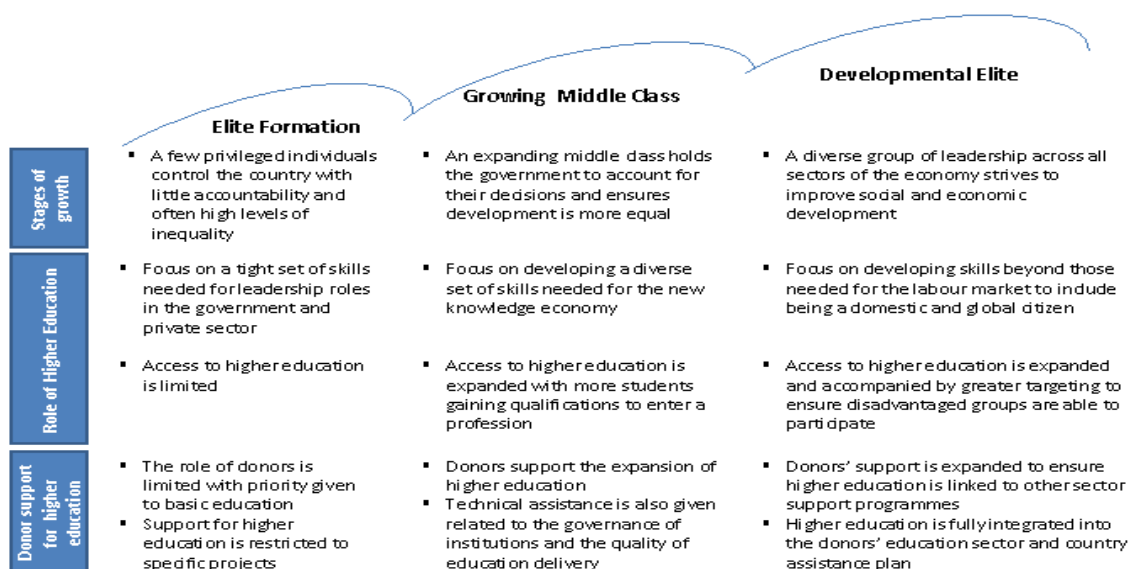 Developmental Elite
Growing Middle Class
Elite Formation
Stages of
growth
▪ A few privileged individuals
control the country with
little accountability and
often high levels of
inequality
▪ An expanding middle class holds
the government to account for
their decisions and ensures
development is more equal
▪ A diverse group of leadership across all
sectors of the economy strives to
improve social and economic
development
Role of Higher Education
▪ Focus on a tight set of skills
needed for leadership roles
in the government and
private sector
▪ Focus on developing a diverse
set of skills needed for the new
knowledge economy
▪ Focus on developing skills beyond those
needed for the labour market to include
being a domestic and global citizen
▪ Access to higher education
is limited
▪ Access to higher education is
expanded with more students
gaining qualifications to enter a
profession
▪ Access to higher education is expanded
and accompanied by greater targeting to
ensure disadvantaged groups are able to
participate
Donor support
for higher
education
▪ The role of donors is
limited with priority given
to basic education
▪ Support for higher
education is restricted to
specific projects
▪ Donors support the expansion of
higher education
▪ Technical assistance is also given
related to the governance of
institutions and the quality of
education delivery
▪ Donors’ support is expanded to ensure
higher education is linked to other sector
support programmes
▪ Higher education is fully integrated into
the donors’ education sector and country
assistance plan